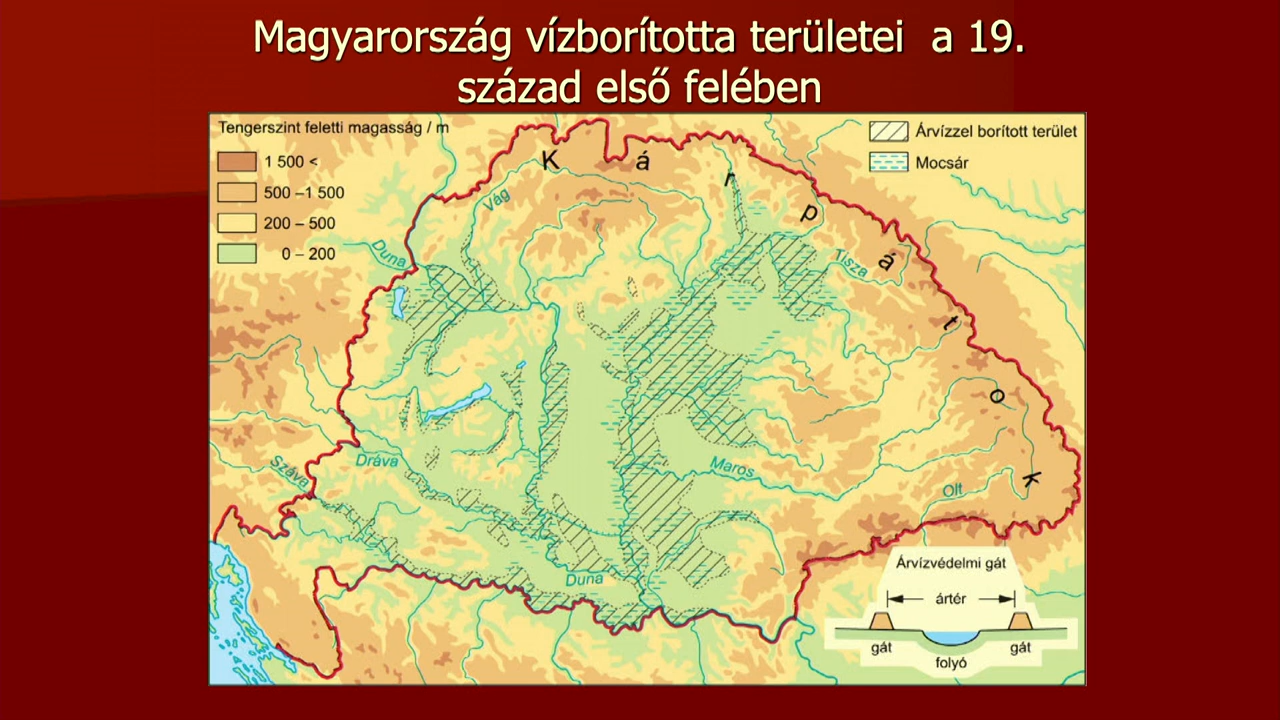 Magyarország vízborította területei a 19.
század első felében
Tengerszint feletti magasság / m
1 500 <
500 –1 500
200 – 500
0 – 200
Árvízzel borított terület
Mocsár
K á r p á t o k
Vág
Duna
Tisza
Dráva
Száva
Maros
Olt
Duna
Árvízvédelmi gát
ártér
gát
gát
folyó